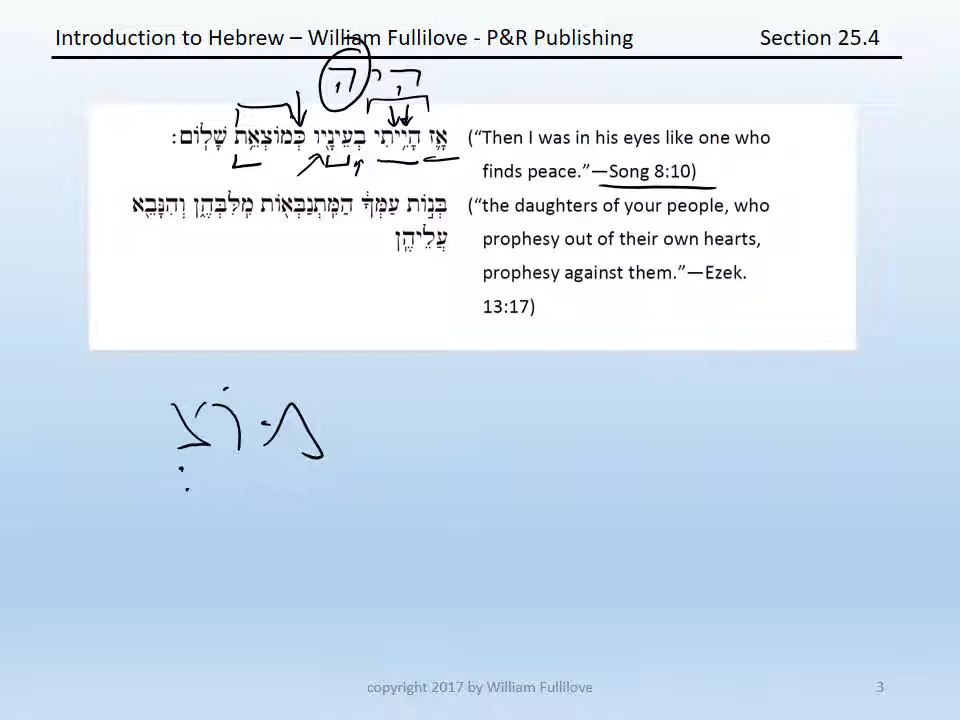 Introduction to Hebrew – William Fullilove - P&R Publishing Section 25.4
היה
אָ֛ז הָיִ֥יתִי בְעֵינָ֖יו כְּמוֹצְאֵ֥ת שָׁלֽוֹם׃
(“Then I was in his eyes like one who
finds peace.”—Song 8:10)
בְּנ֣וֹת עַמְּךָ֔ הַמִּֽתְנַבְּא֖וֹת מִלִּבְּהֶ֑ן וְהִנָּבֵ֖א
עֲלֵיהֶֽן
(“the daughters of your people, who
prophesy out of their own hearts,
prophesy against them.”—Ezek.
13:17)
copyright 2017 by William Fullilove 3